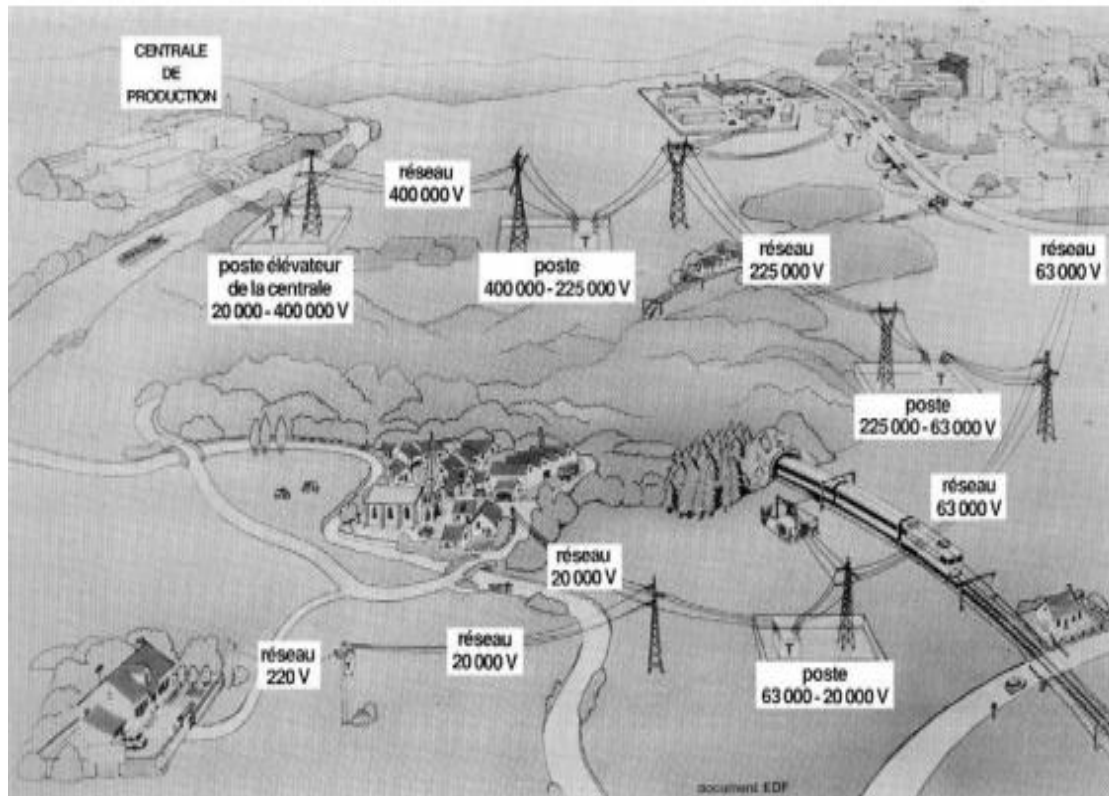 CENTRALE
DE
PRODUCTION
réseau
400 000 V
poste élévateur
de la centrale
20 000 - 400 000 V
poste
400 000 - 225 000 V
réseau
225 000 V
réseau
63 000 V
poste
225 000 - 63 000 V
réseau
63 000 V
réseau
20 000 V
réseau
220 V
réseau
20 000 V
poste
63 000 - 20 000 V
T
T
T
T
T
document EDF